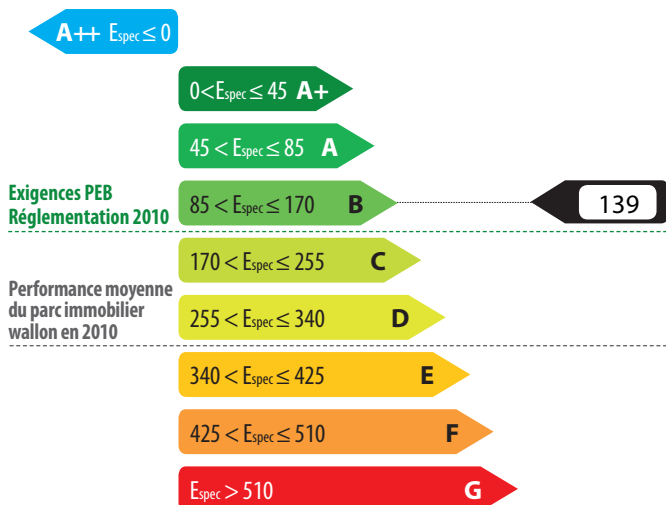 A++ Espec ≤ 0
0<Espec ≤ 45 A+
45 < Espec ≤ 85 A
Exigences PEB
Réglementation 2010
85 < Espec ≤ 170 B
139
170 < Espec ≤ 255 C
Performance moyenne
du parc immobilier
wallon en 2010
255 < Espec ≤ 340 D
340 < Espec ≤ 425 E
425 < Espec ≤ 510 F
Espec > 510 G